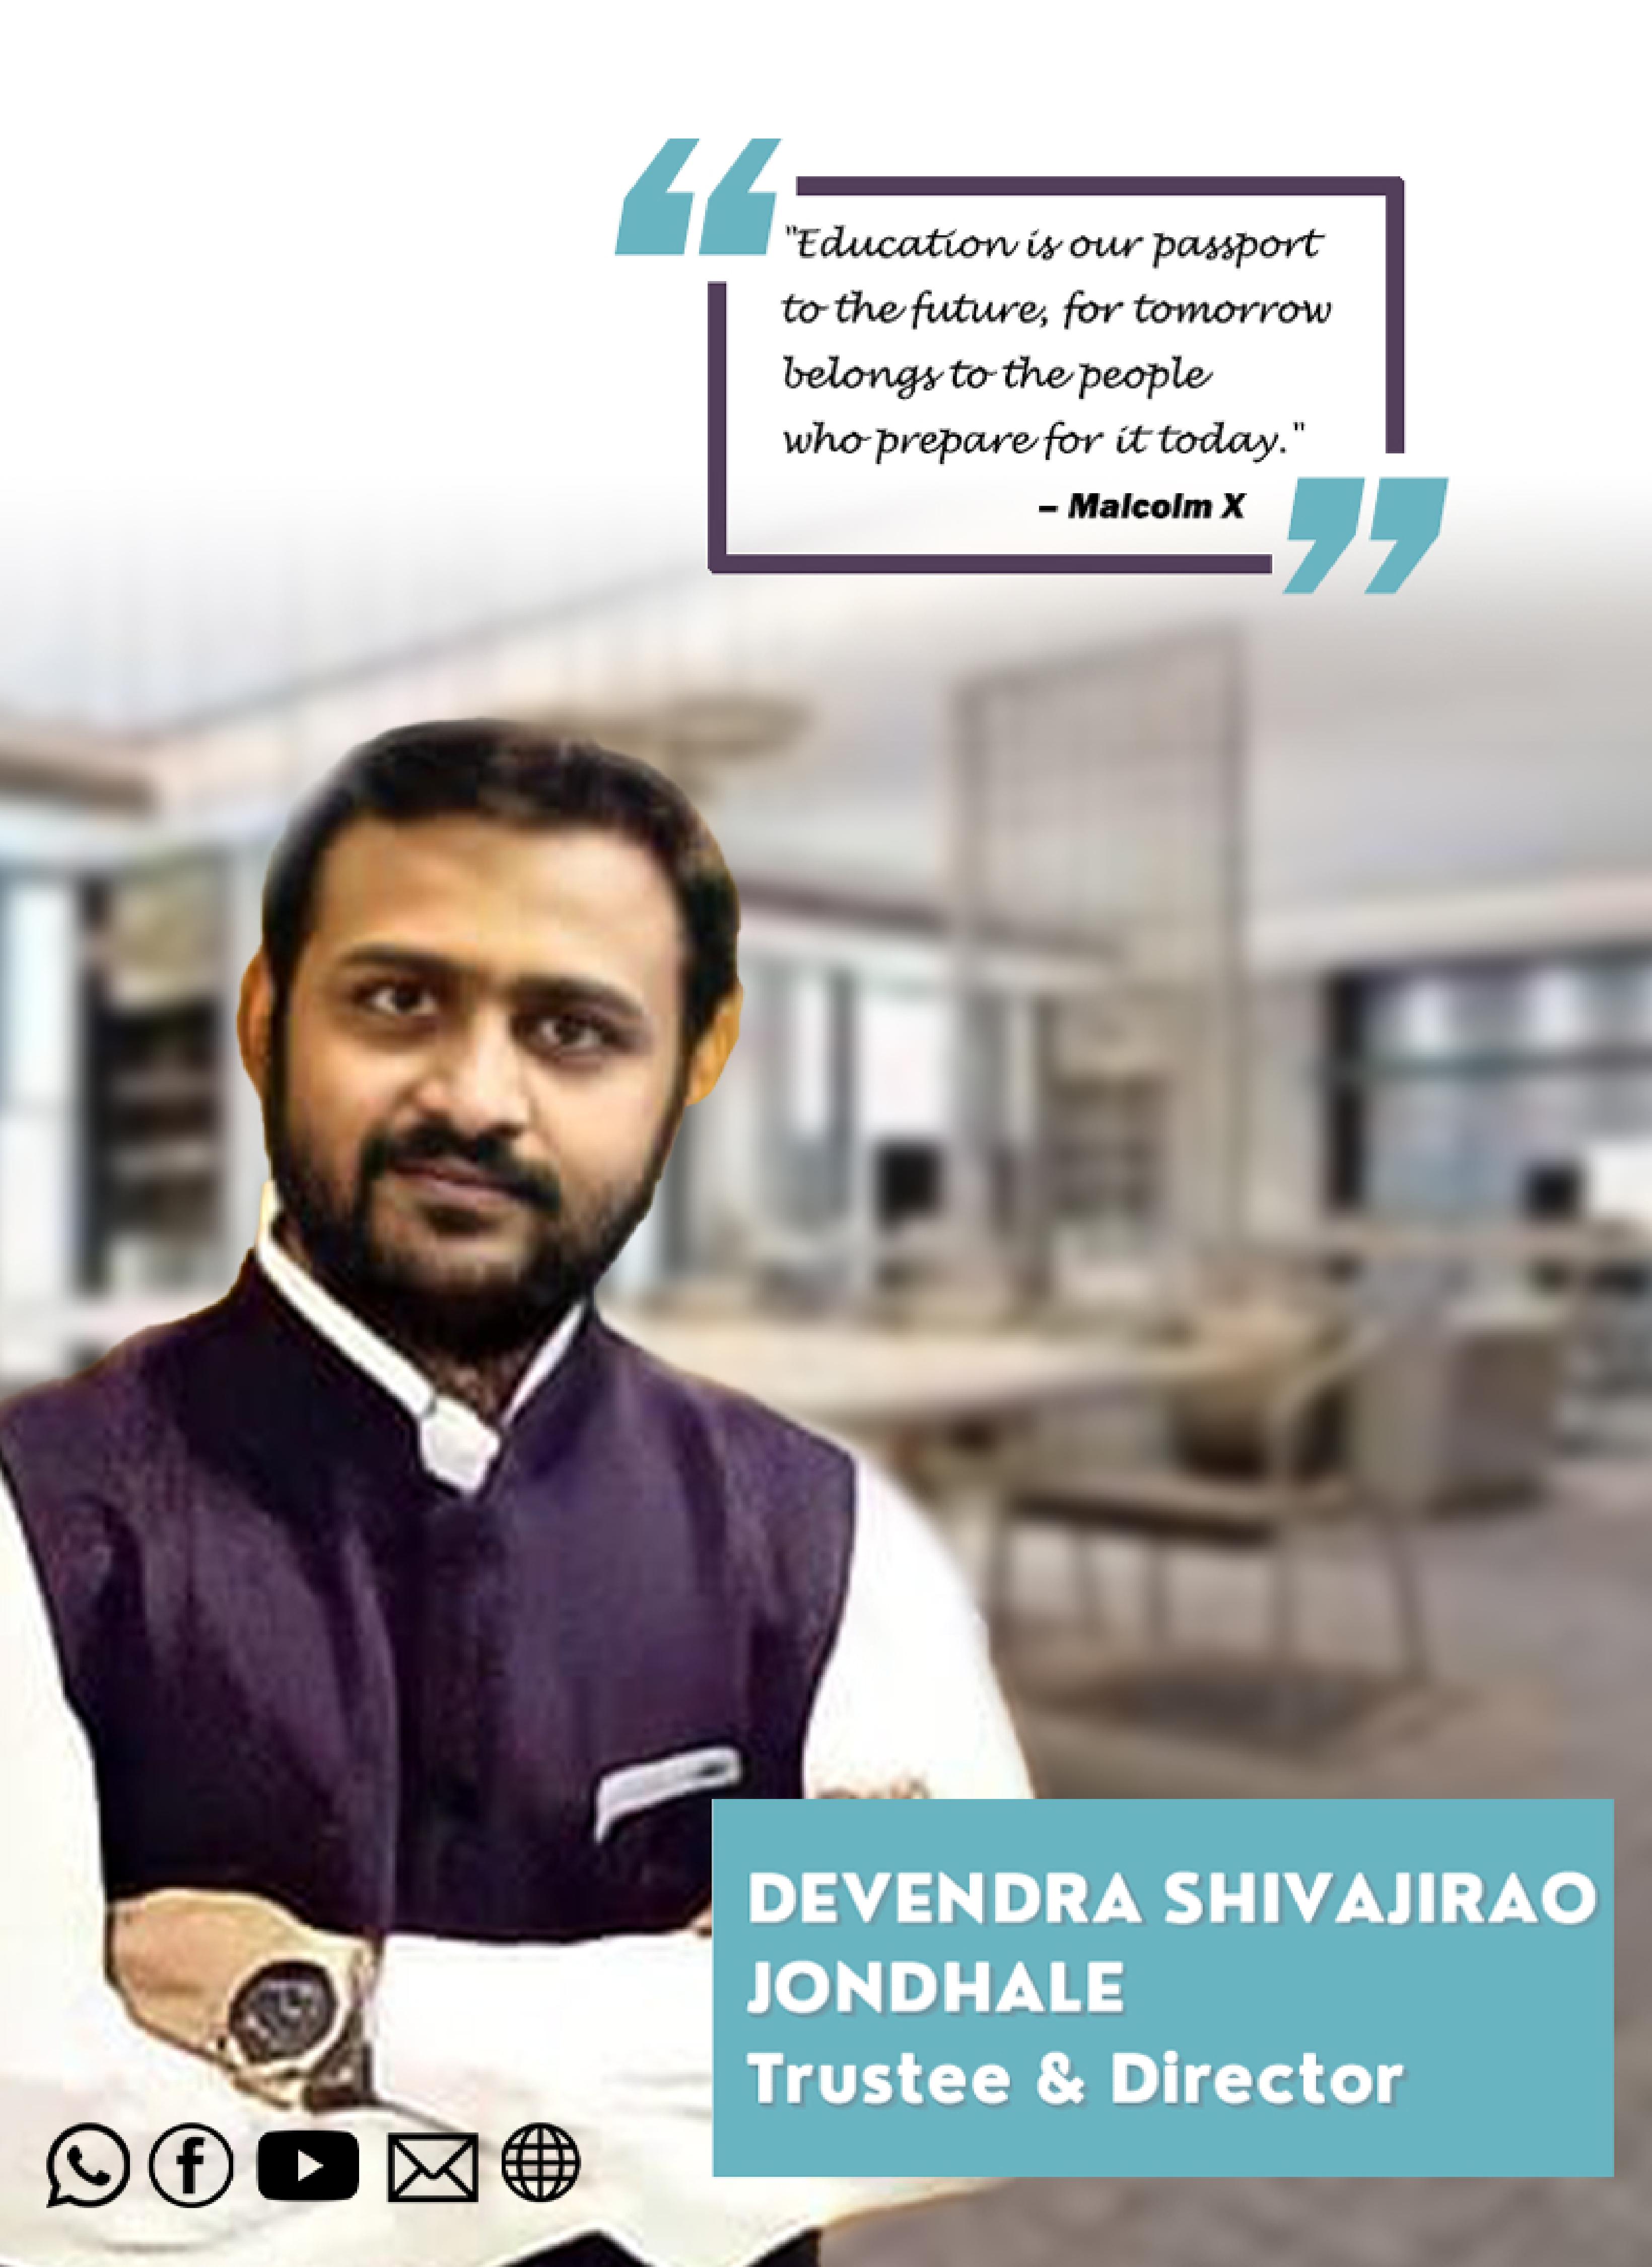 "Education is our passport
to the future, for tomorrow
belongs to the people
who prepare for it today."
– Malcolm X
DEVENDRA SHIVAJIRAO
JONDHALE
Trustee & Director